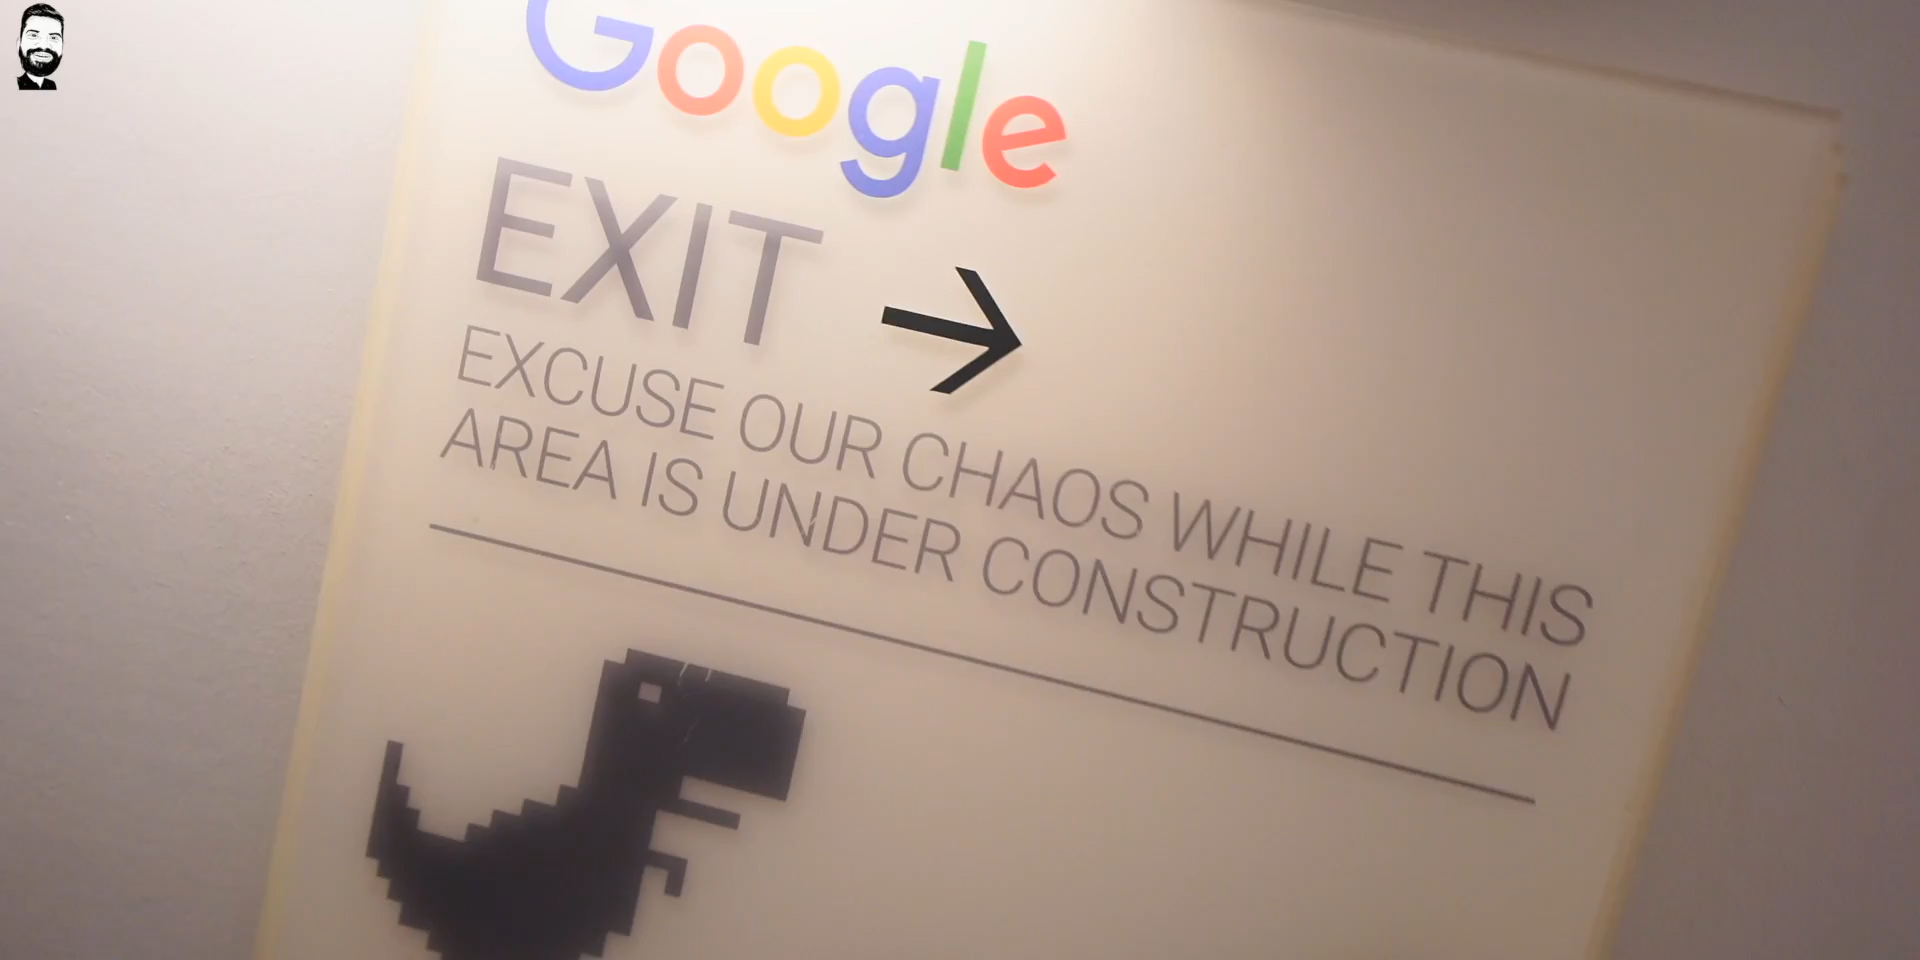 Google
EXIT →
EXCUSE OUR CHAOS WHILE THIS
AREA IS UNDER CONSTRUCTION